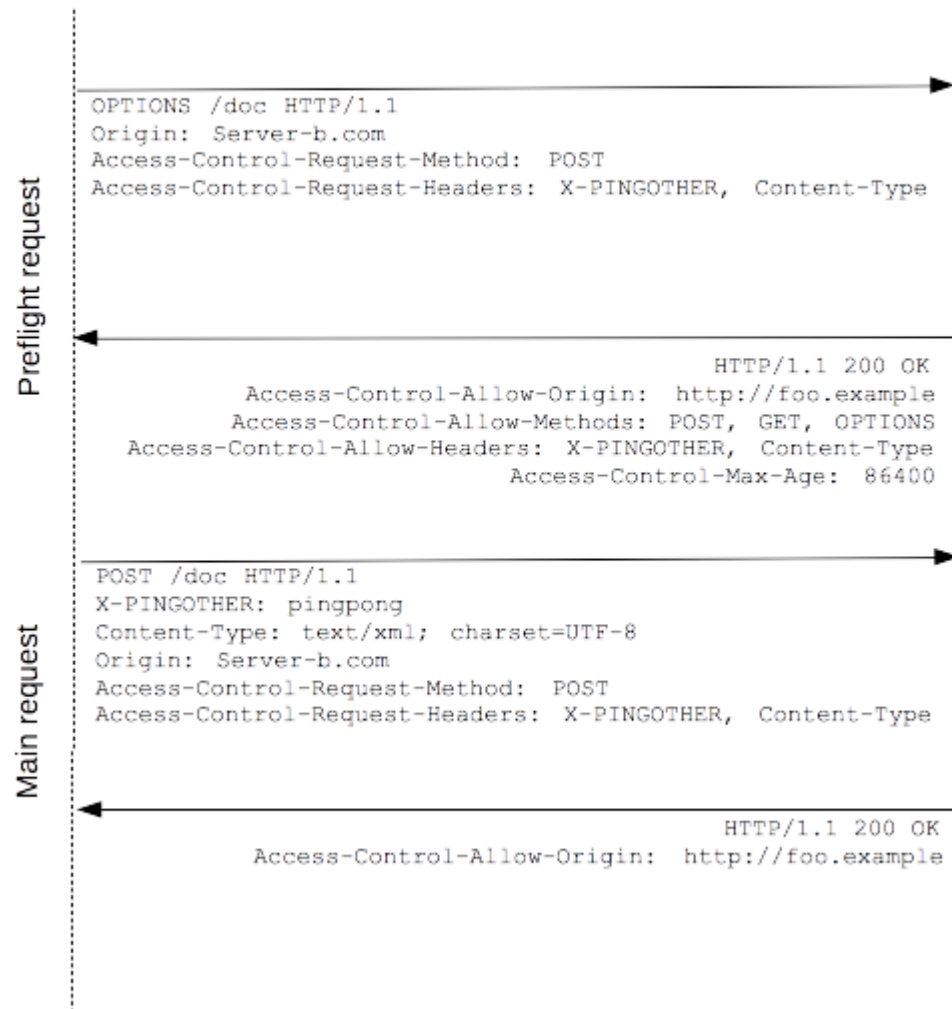 OPTIONS /doc HTTP/1.1
Origin: Server-b.com
Access-Control-Request-Method: POST
Access-Control-Request-Headers: X-PINGOTHER, Content-Type
Preflight request
HTTP/1.1 200 OK
Access-Control-Allow-Origin: http://foo.example
Access-Control-Allow-Methods: POST, GET, OPTIONS
Access-Control-Allow-Headers: X-PINGOTHER, Content-Type
Access-Control-Max-Age: 86400
POST /doc HTTP/1.1
X-PINGOTHER: pingpong
Content-Type: text/xml; charset=UTF-8
Origin: Server-b.com
Access-Control-Request-Method: POST
Access-Control-Request-Headers: X-PINGOTHER, Content-Type
Main request
HTTP/1.1 200 OK
Access-Control-Allow-Origin: http://foo.example